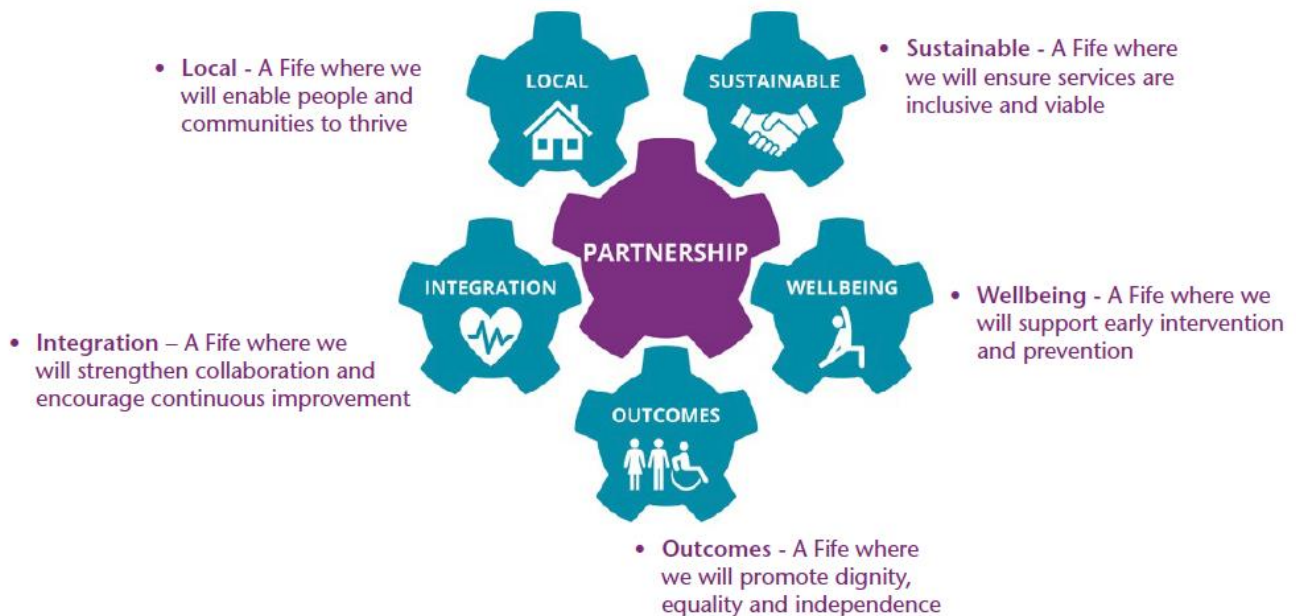 • Local - A Fife where we
will enable people and
communities to thrive
LOCAL
SUSTAINABLE
• Sustainable - A Fife where
we will ensure services are
inclusive and viable
PARTNERSHIP
INTEGRATION
WELLBEING
• Wellbeing - A Fife where we
will support early intervention
and prevention
• Integration – A Fife where we
will strengthen collaboration and
encourage continuous improvement
OUTCOMES
• Outcomes - A Fife where
we will promote dignity,
equality and independence